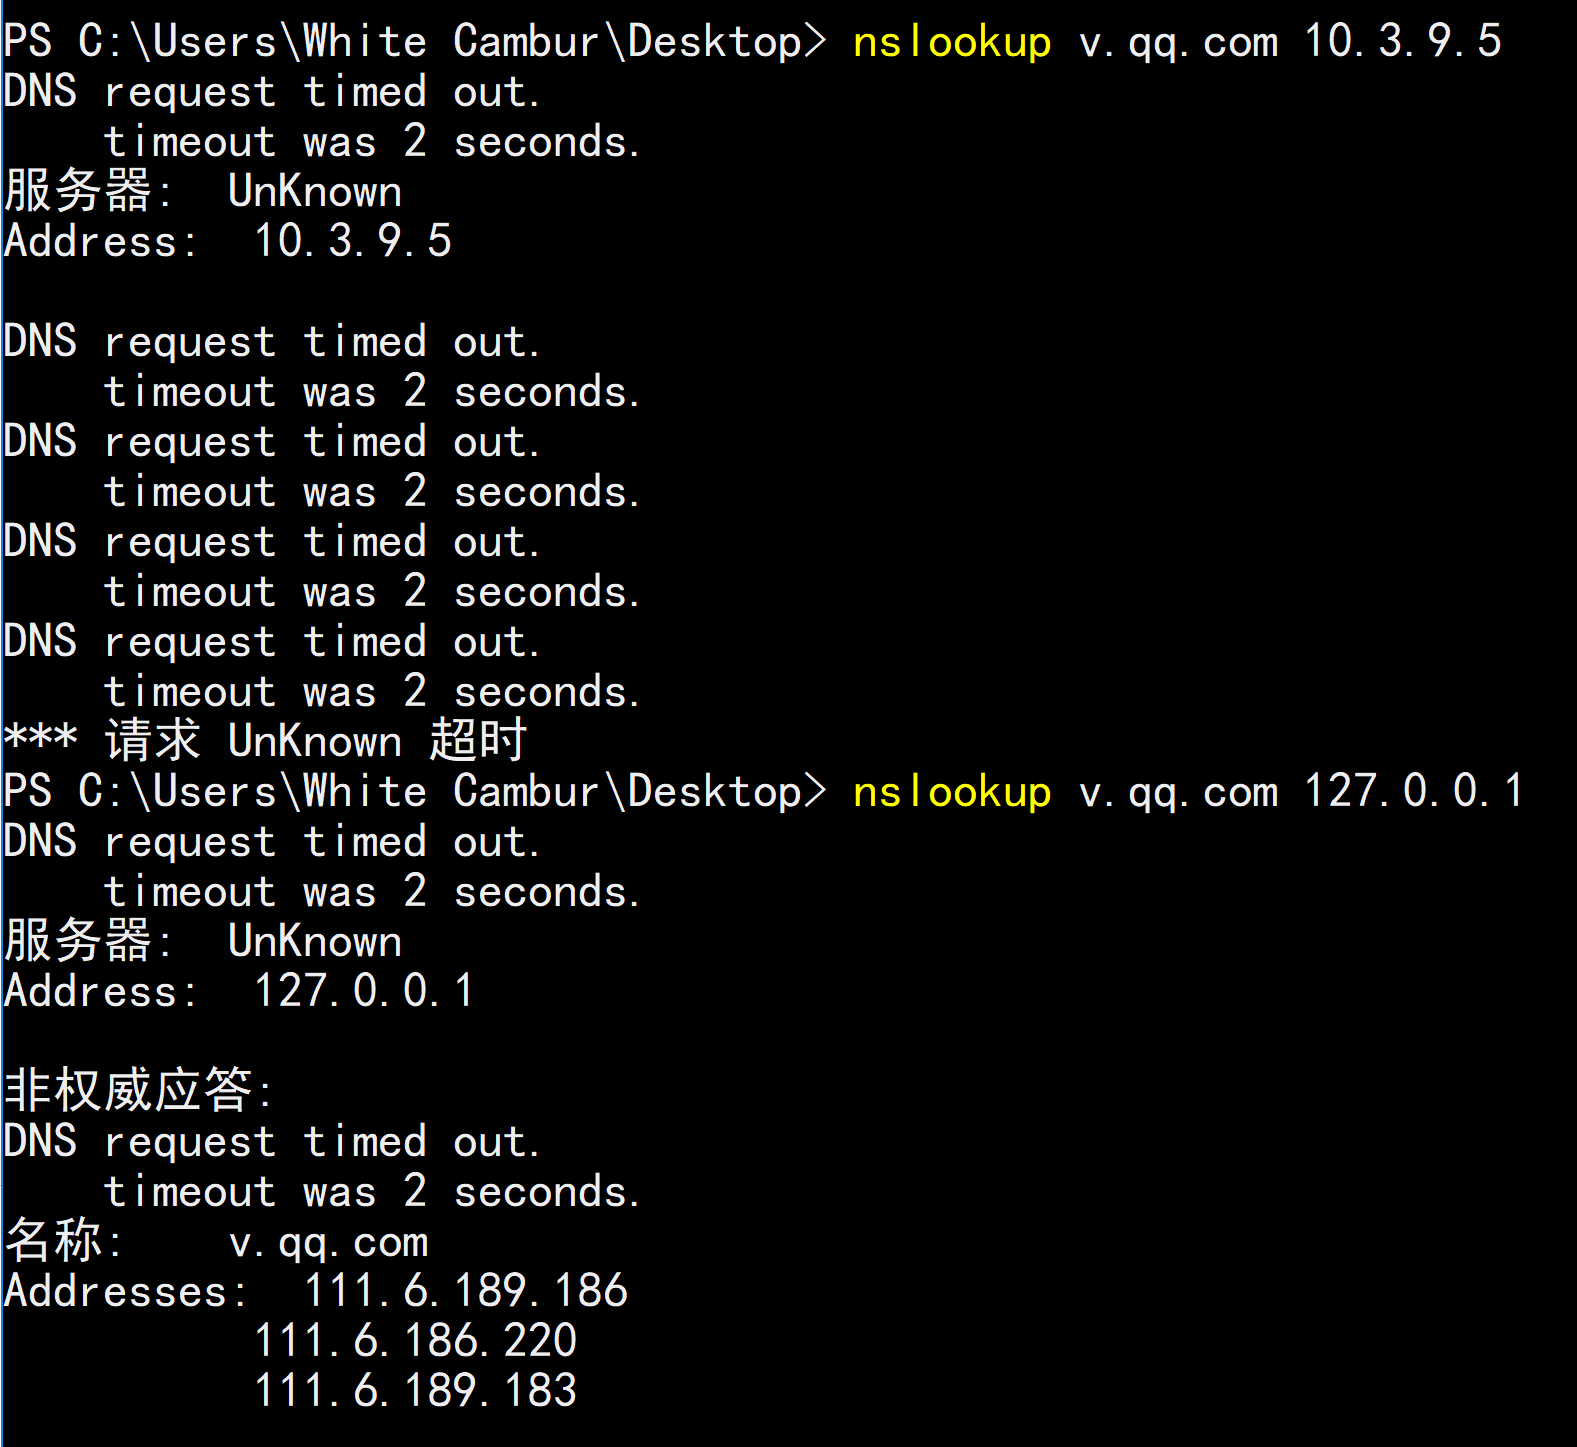 PS C:\Users\White Cambur\Desktop> nslookup v.qq.com 10.3.9.5
DNS request timed out.
    timeout was 2 seconds.
服务器:  UnKnown
Address:  10.3.9.5

DNS request timed out.
    timeout was 2 seconds.
DNS request timed out.
    timeout was 2 seconds.
DNS request timed out.
    timeout was 2 seconds.
DNS request timed out.
    timeout was 2 seconds.
*** 请求 UnKnown 超时
PS C:\Users\White Cambur\Desktop> nslookup v.qq.com 127.0.0.1
DNS request timed out.
    timeout was 2 seconds.
服务器:  UnKnown
Address:  127.0.0.1

非权威应答:
DNS request timed out.
    timeout was 2 seconds.
名称:    v.qq.com
Addresses:  111.6.189.186
          111.6.186.220
          111.6.189.183